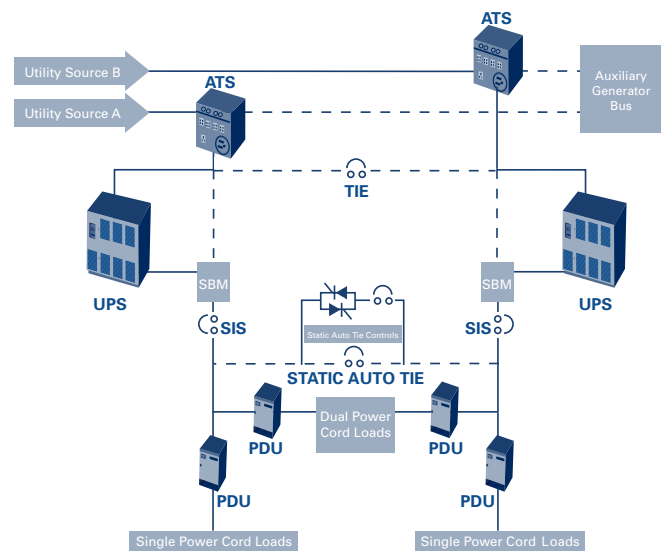 ATS
Utility Source B
ATS
Auxiliary
Generator
Bus
Utility Source A
TIE
SBM
SBM
UPS
UPS
SIS
SIS
Static Auto Tie Controls
STATIC AUTO TIE
Dual Power
Cord Loads
PDU
PDU
PDU
PDU
Single Power Cord Loads
Single Power Cord Loads